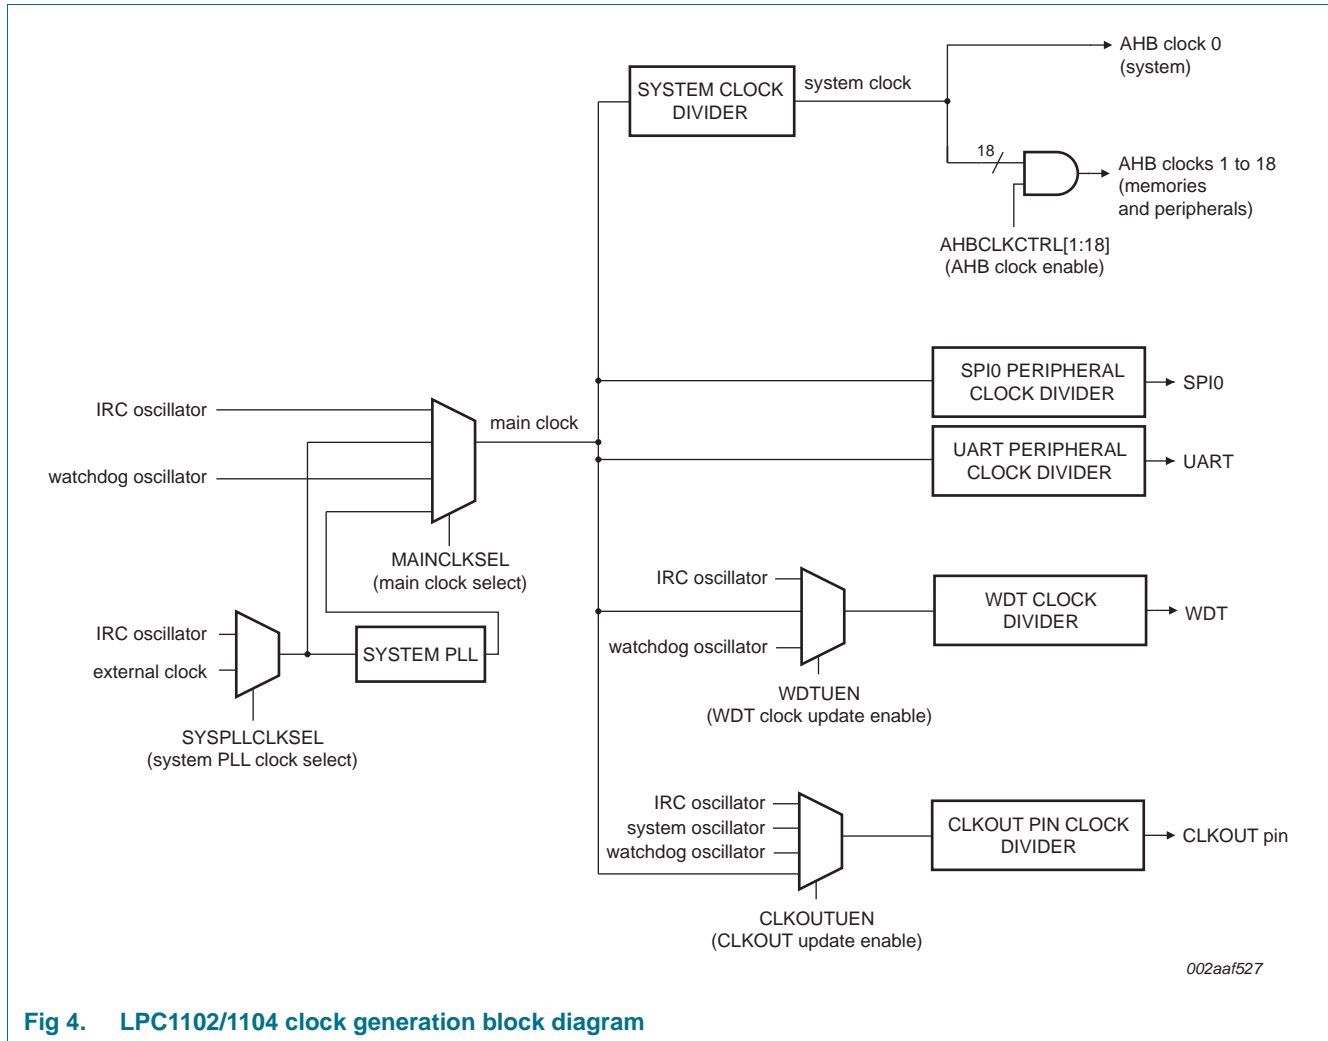 AHB clock 0
(system)
SYSTEM CLOCK
DIVIDER
system clock
18
AHB clocks 1 to 18
(memories
and peripherals)
AHBCLKCTRL[1:18]
(AHB clock enable)
SPI0 PERIPHERAL
CLOCK DIVIDER
SPI0
IRC oscillator
main clock
UART PERIPHERAL
CLOCK DIVIDER
UART
watchdog oscillator
MAINCLKSEL
(main clock select)
IRC oscillator
WDT CLOCK
DIVIDER
WDT
IRC oscillator
external clock
SYSTEM PLL
watchdog oscillator
WDTUEN
(WDT clock update enable)
SYSPLLCLKSEL
(system PLL clock select)
IRC oscillator
system oscillator
watchdog oscillator
CLKOUT PIN CLOCK
DIVIDER
CLKOUT pin
CLKOUTUEN
(CLKOUT update enable)
002aaf527
Fig 4. LPC1102/1104 clock generation block diagram